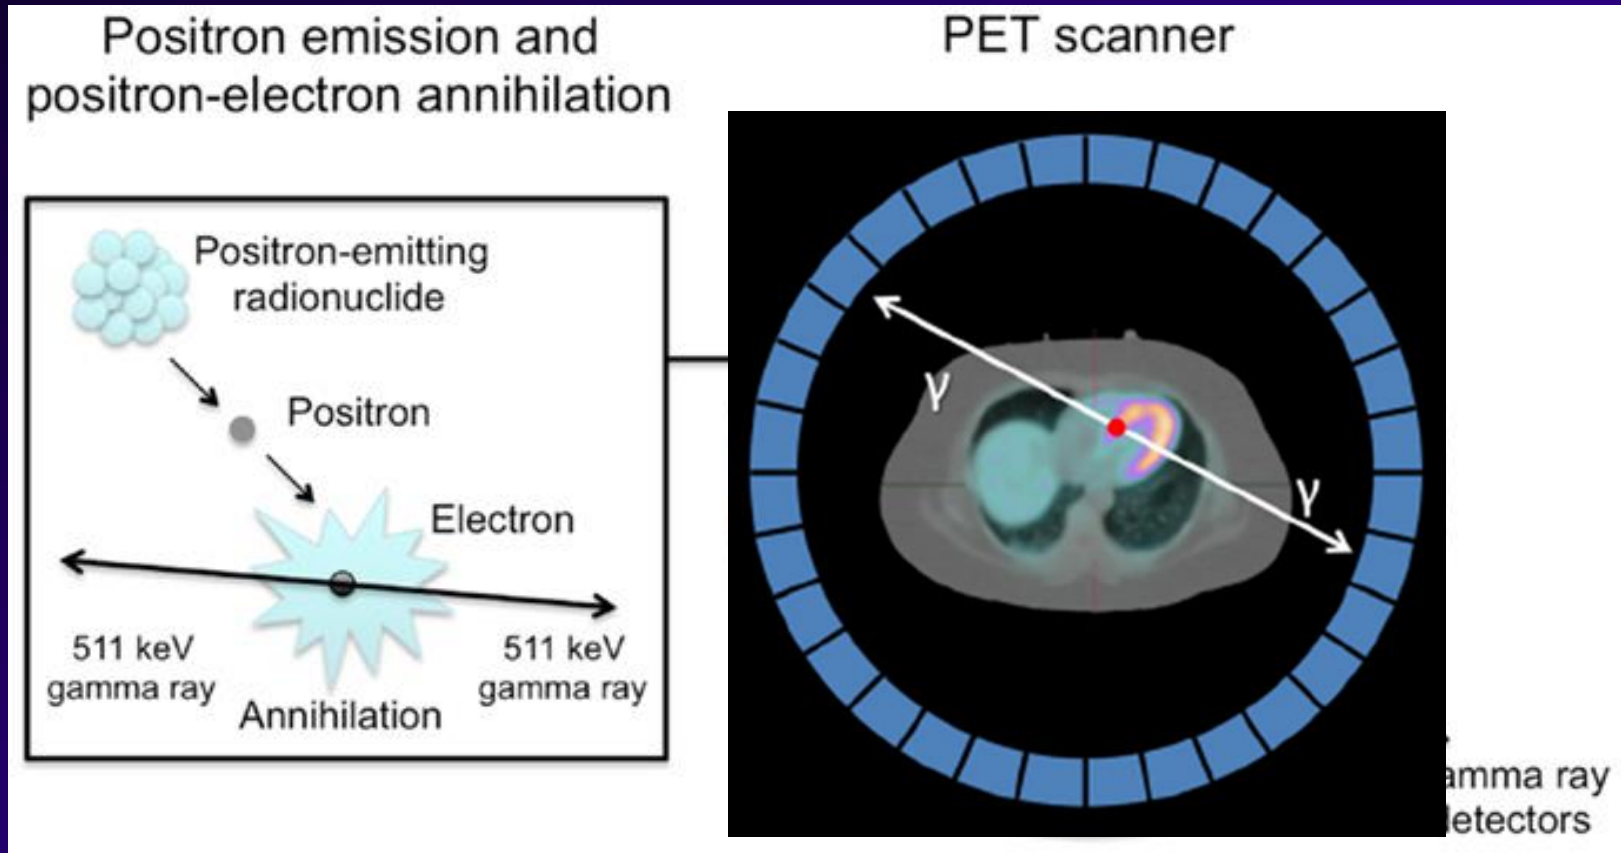 Positron emission and
positron-electron annihilation
PET scanner
Positron-emitting
radionuclide
Positron
Electron
511 keV
gamma ray
511 keV
gamma ray
Annihilation
γ
γ
amma ray
etectors